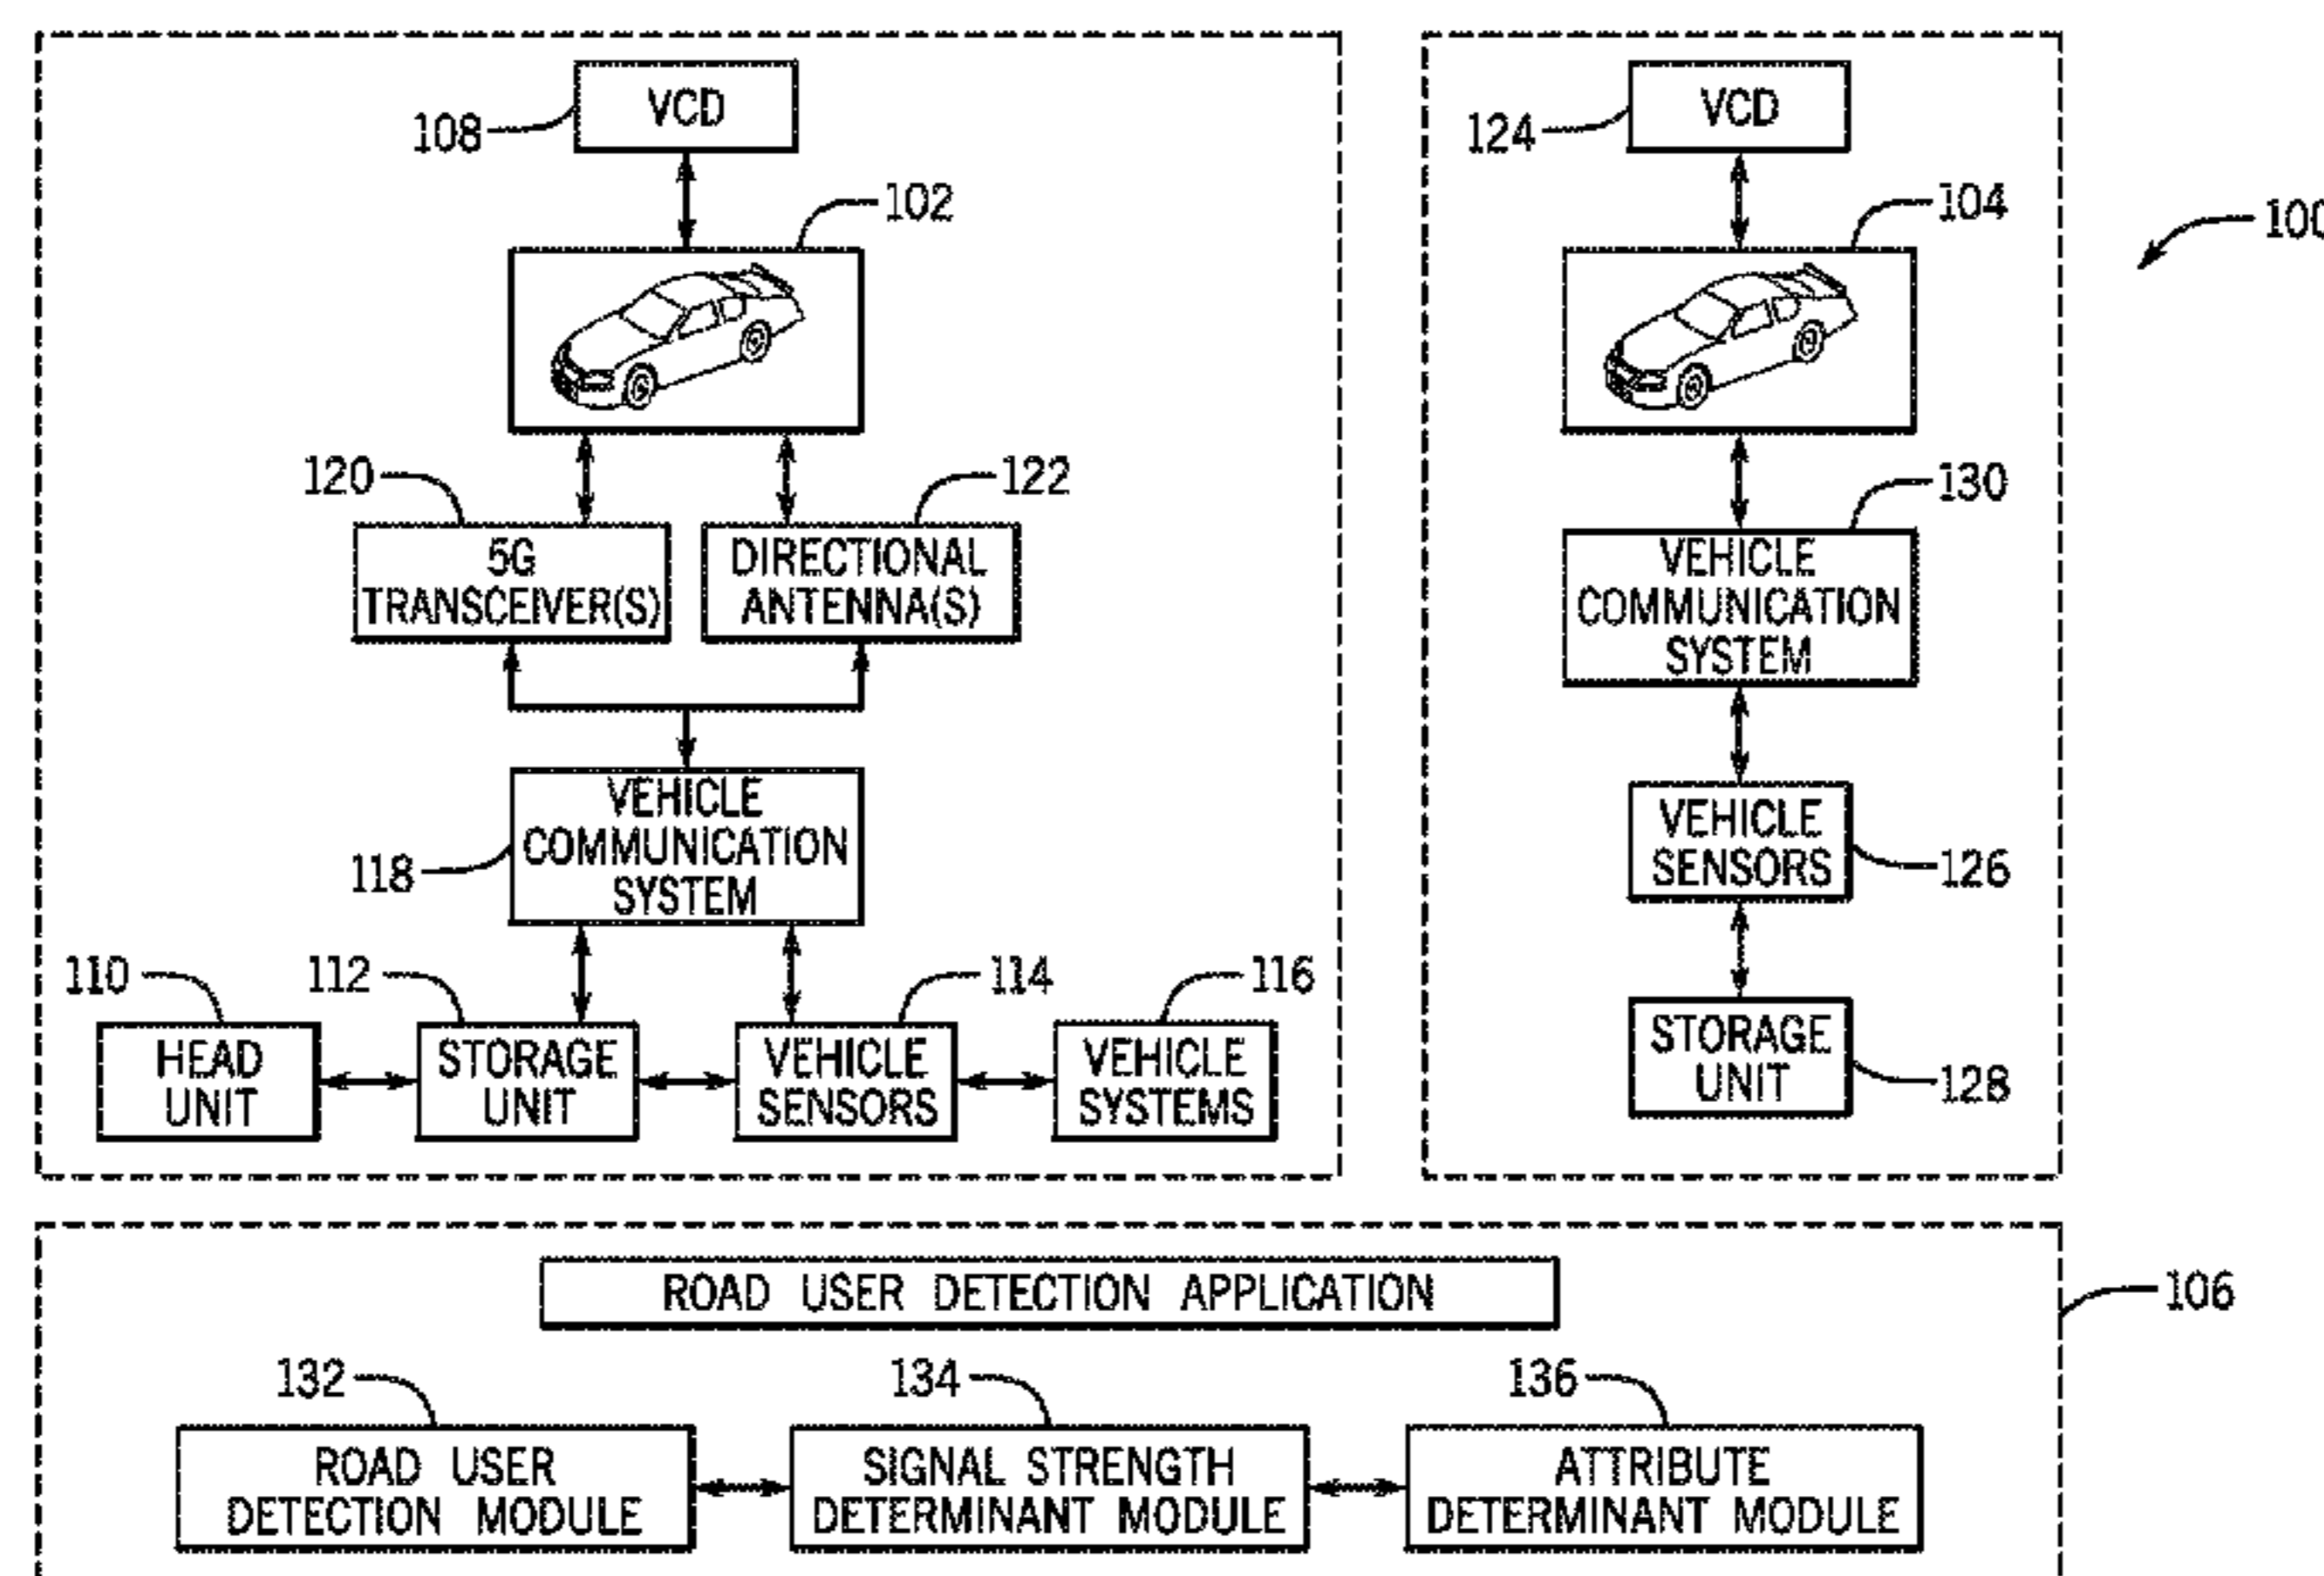 108
VCD
102
120
122
5G
TRANSCEIVER(S)
DIRECTIONAL
ANTENNA(S)
118
VEHICLE
COMMUNICATION
SYSTEM
110
112
114
116
HEAD
UNIT
STORAGE
UNIT
VEHICLE
SENSORS
VEHICLE
SYSTEMS
124
VCD
104
100
130
VEHICLE
COMMUNICATION
SYSTEM
VEHICLE
SENSORS
126
STORAGE
UNIT
128
ROAD USER DETECTION APPLICATION
106
132
134
136
ROAD USER
DETECTION MODULE
SIGNAL STRENGTH
DETERMINANT MODULE
ATTRIBUTE
DETERMINANT MODULE